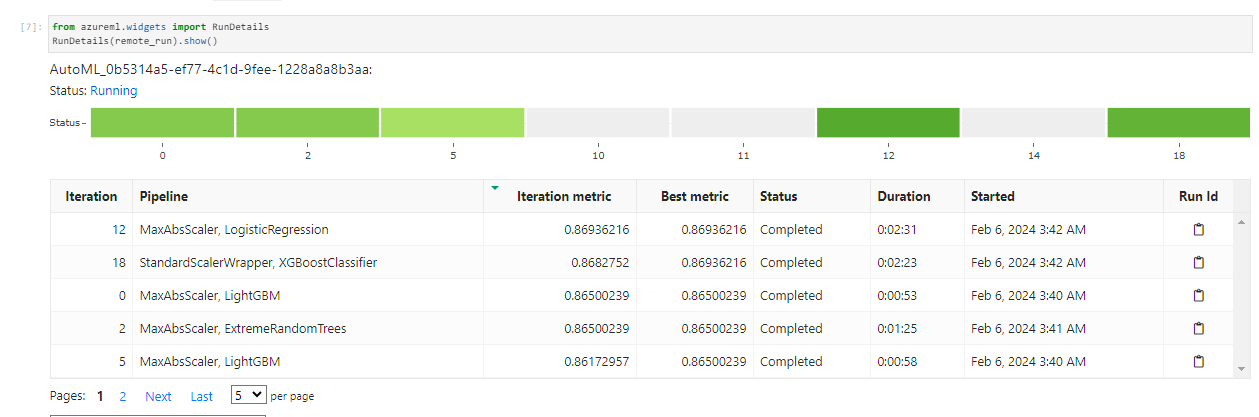 [7]: from azureml.widgets import RunDetails
RunDetails(remote_run).show()
AutoML_0b5314a5-ef77-4c1d-9fee-1228a8a8b3aa:
Status: Running
Status
0 2 5 10 11 12 14 18
Iteration Pipeline Iteration metric Best metric Status Duration Started Run Id
12 MaxAbsScaler, LogisticRegression 0.86936216 0.86936216 Completed 0:02:31 Feb 6, 2024 3:42 AM
18 StandardScalerWrapper, XGBoostClassifier 0.8682752 0.86936216 Completed 0:02:23 Feb 6, 2024 3:42 AM
0 MaxAbsScaler, LightGBM 0.86500239 0.86500239 Completed 0:00:53 Feb 6, 2024 3:40 AM
2 MaxAbsScaler, ExtremeRandomTrees 0.86500239 0.86500239 Completed 0:01:25 Feb 6, 2024 3:41 AM
5 MaxAbsScaler, LightGBM 0.86172957 0.86500239 Completed 0:00:58 Feb 6, 2024 3:40 AM
Pages: 1 2 Next Last 5 per page